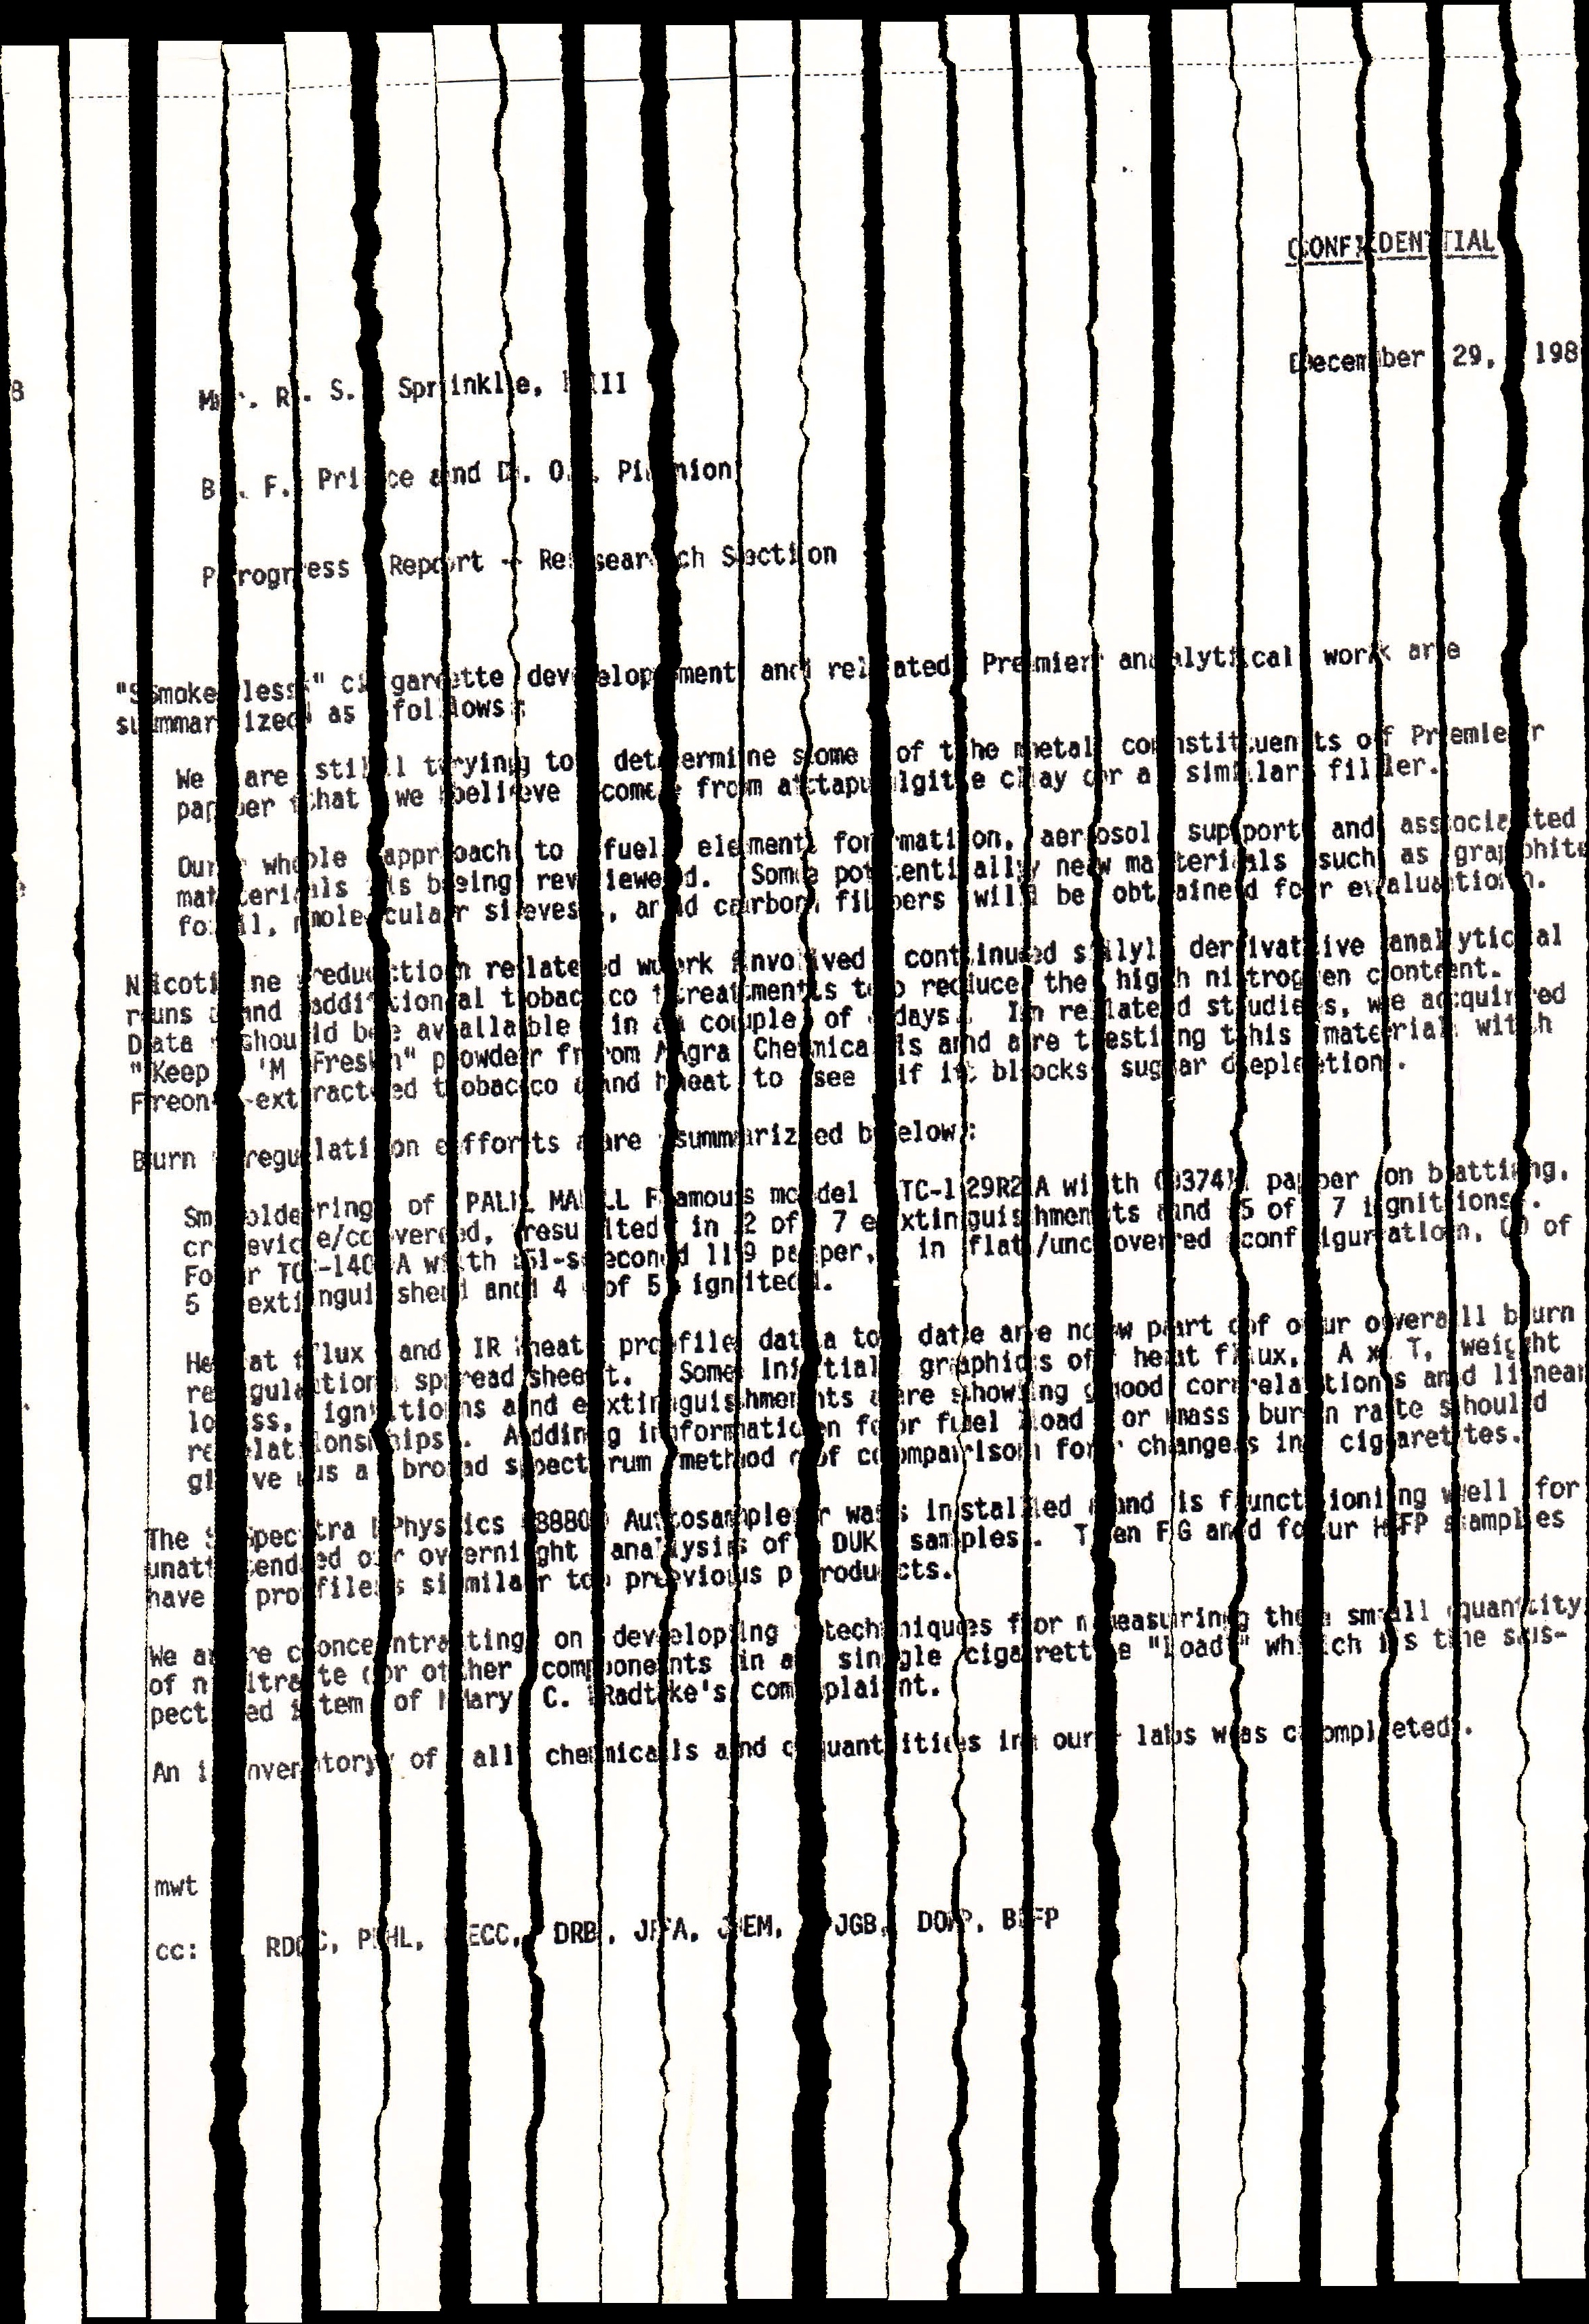 CONFIDENTIAL
December 29, 1988
Mr. R. S. Sprinkle, III
B. F. Price and D. O. Pinion
Progress Report - Research Section
"Smokeless" cigarette development and related Premier analytical work are
summarized as follows:
We are still trying to determine some of the metal constituents of Premier
paper that we believe come from attapulgite clay or a similar filler.
Our whole approach to fuel element formation, aerosol support and associated
materials is being reviewed. Some potentially new materials such as graphite
foil, molecular sieves, and carbon fibers will be obtained for evaluation.
Nicotine reduction related work involved continued silyl derivative analytical
runs and additional tobacco treatments to reduce the high nitrogen content.
Data should be available in a couple of days. In related studies, we acquired
"Keep 'M Fresh" powder from Agra Chemicals and are testing this material with
Freon-extracted tobacco and heat to see if it blocks sugar depletion.
Burn regulation efforts are summarized below:
Smoldering of PALL MALL Famous model TC-129R2A with (9374) paper on batting,
crevice/covered, resulted in 2 of 7 extinguishments and 5 of 7 ignitions.
For TC-140A with 51-second 119 paper, in flat/uncovered configuration, 0 of
5 extinguished and 4 of 5 ignited.
Heat flux and IR heat profile data to date are now part of our overall burn
regulation spread sheet. Some initial graphics of heat flux, A x T, weight
loss, ignitions and extinguishments are showing good correlations and linear
relationships. Adding information for fuel load or mass burn rate should
give us a broad spectrum method of comparison for changes in cigarettes.
The Spectra Physics 8880 Autosampler was installed and is functioning well for
unattended or overnight analysis of DUK samples. Ten FG and four HFP samples
have profiles similar to previous products.
We are concentrating on developing techniques for measuring the small quantity
of nitrate or other components in a single cigarette "load" which is the sus-
pected item of Mary C. Radtke's complaint.
An inventory of all chemicals and quantities in our labs was completed.
mwt
cc: RDC, PHL, ECC, DRB, JFA, JEM, JGB, DOP, BFP